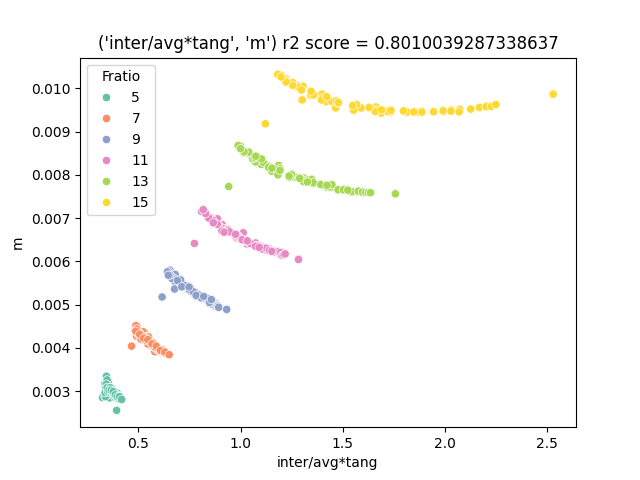 ('inter/avg*tang', 'm') r2 score = 0.8010039287338637
Fratio
5
7
9
11
13
15
0.010
0.009
0.008
0.007
0.006
0.005
0.004
0.003
m
0.5 1.0 1.5 2.0 2.5
inter/avg*tang